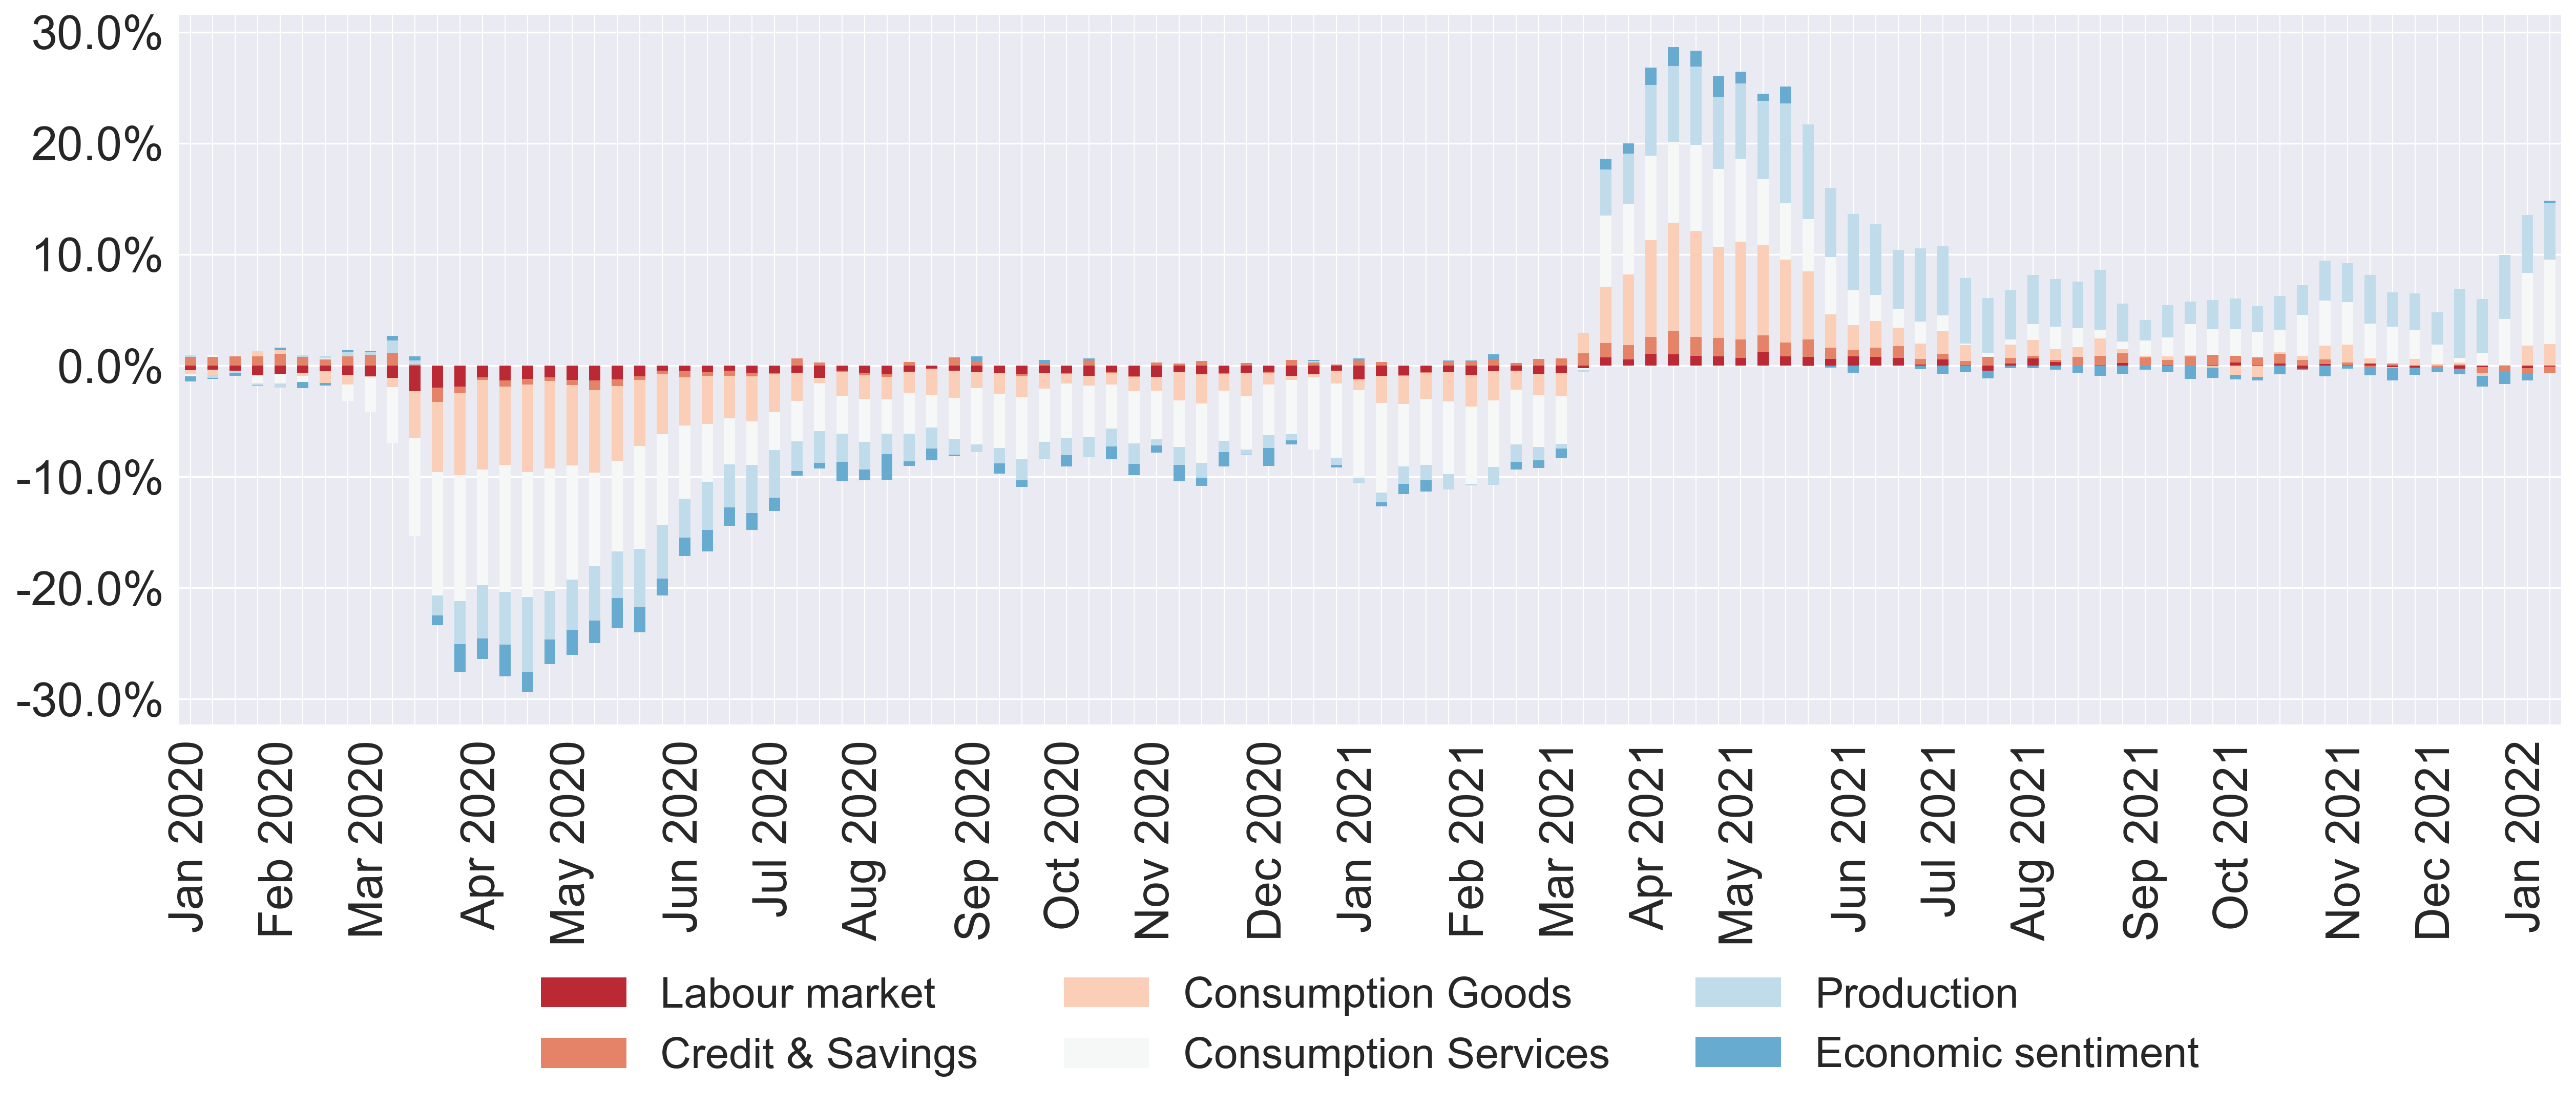 30.0%
20.0%
10.0%
0.0%
-10.0%
-20.0%
-30.0%
Jan 2020
Feb 2020
Mar 2020
Apr 2020
May 2020
Jun 2020
Jul 2020
Aug 2020
Sep 2020
Oct 2020
Nov 2020
Dec 2020
Jan 2021
Feb 2021
Mar 2021
Apr 2021
May 2021
Jun 2021
Jul 2021
Aug 2021
Sep 2021
Oct 2021
Nov 2021
Dec 2021
Jan 2022
Labour market
Consumption Goods
Production
Credit & Savings
Consumption Services
Economic sentiment